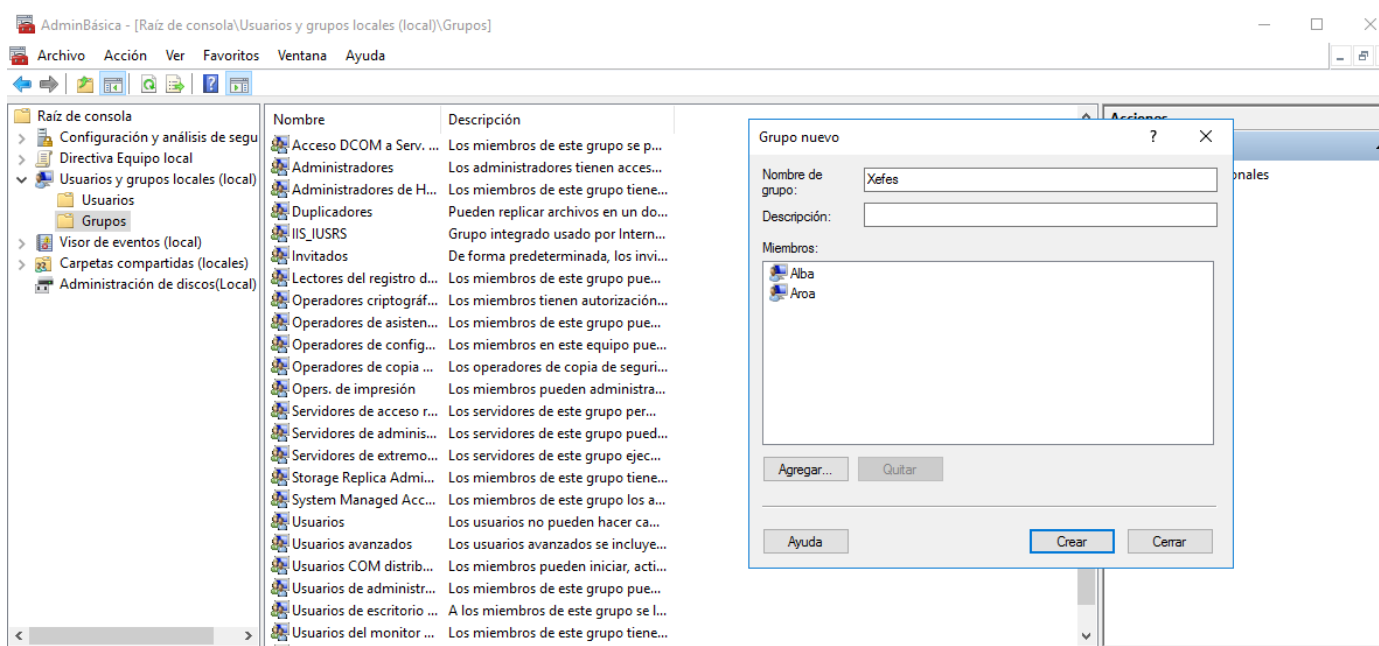 AdminBásica - [Raíz de consola\Usuarios y grupos locales (local)\Grupos]
Archivo Acción Ver Favoritos Ventana Ayuda
Raíz de consola
Configuración y análisis de segu
Directiva Equipo local
Usuarios y grupos locales (local)
Usuarios
Grupos
Visor de eventos (local)
Carpetas compartidas (locales)
Administración de discos(Local)
Nombre Descripción
Acceso DCOM a Serv. ... Los miembros de este grupo se p...
Administradores Los administradores tienen acces...
Administradores de H... Los miembros de este grupo tiene...
Duplicadores Pueden replicar archivos en un do...
IIS_IUSRS Grupo integrado usado por Intern...
Invitados De forma predeterminada, los invi...
Lectores del registro d... Los miembros de este grupo pue...
Operadores criptográf... Los miembros tienen autorización...
Operadores de asisten... Los miembros de este grupo pue...
Operadores de config... Los miembros en este equipo pue...
Operadores de copia ... Los operadores de copia de seguri...
Opers. de impresión Los miembros pueden administra...
Servidores de acceso r... Los servidores de este grupo per...
Servidores de adminis... Los servidores de este grupo pued...
Servidores de extremo... Los servidores de este grupo ejec...
Storage Replica Admi... Los miembros de este grupo tiene...
System Managed Acc... Los miembros de este grupo los a...
Usuarios Los usuarios no pueden hacer ca...
Usuarios avanzados Los usuarios avanzados se incluye...
Usuarios COM distrib... Los miembros pueden iniciar, acti...
Usuarios de administr... Los miembros de este grupo pue...
Usuarios de escritorio ... A los miembros de este grupo se l...
Usuarios del monitor ... Los miembros de este grupo tiene...
Acciones
onales
Grupo nuevo ?
Nombre de
grupo: Xefes
Descripción:
Miembros:
Alba
Aroa
Agregar... Quitar
Ayuda Crear Cerrar